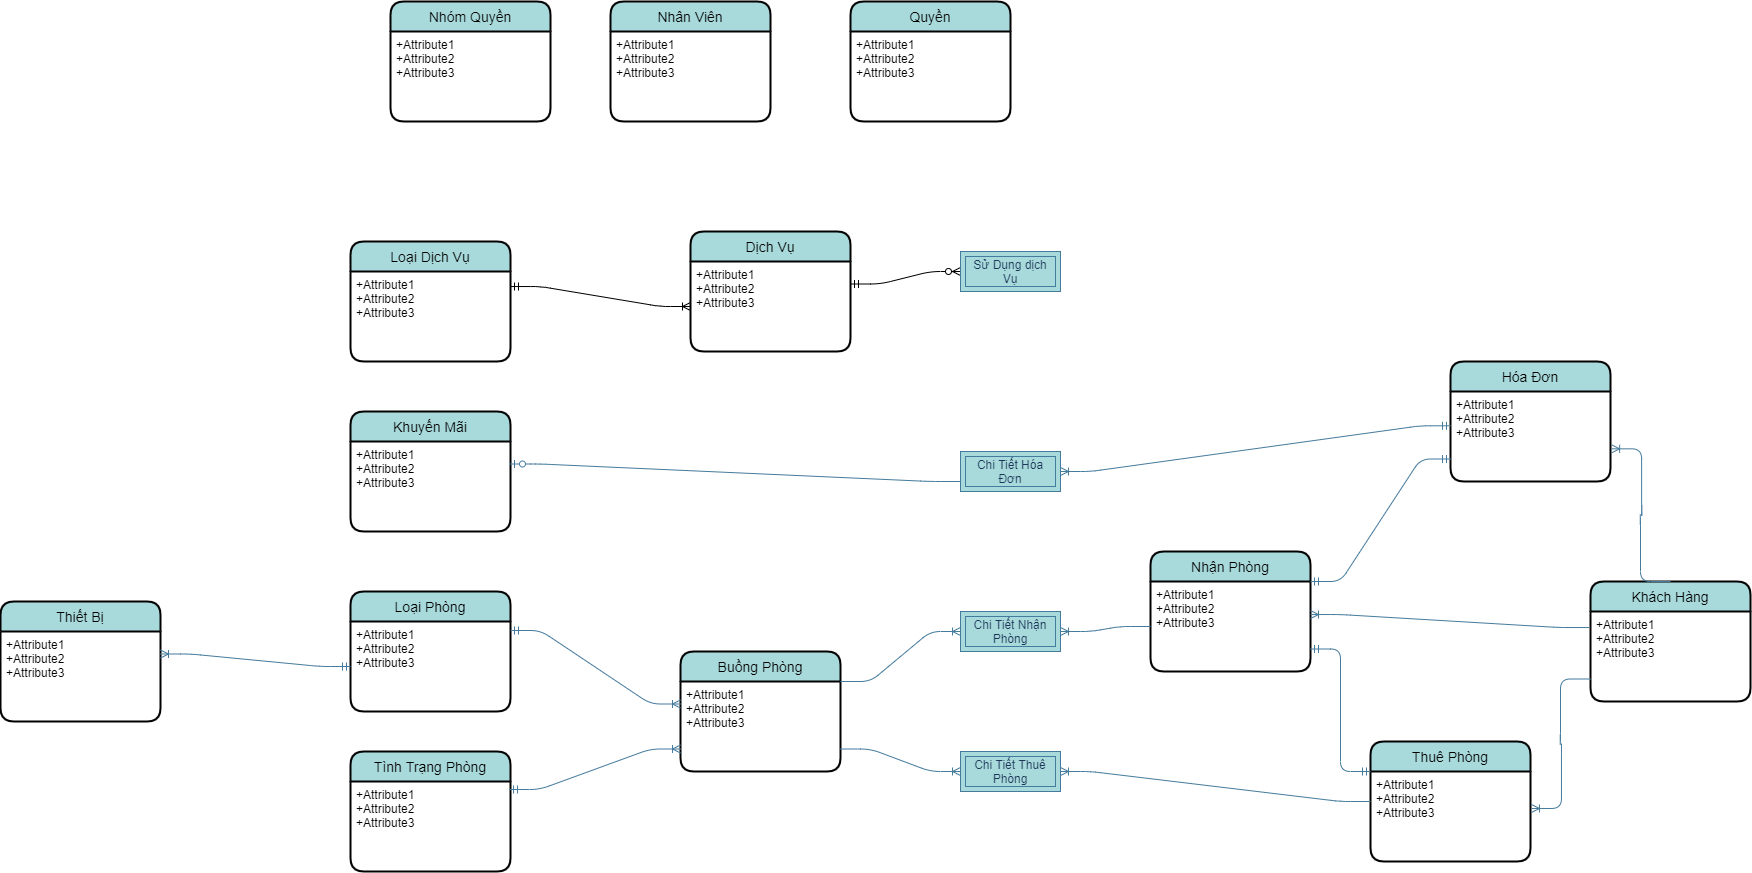 Nhóm Quyền
+Attribute1
+Attribute2
+Attribute3
Nhân Viên
+Attribute1
+Attribute2
+Attribute3
Quyền
+Attribute1
+Attribute2
+Attribute3
Loại Dịch Vụ
+Attribute1
+Attribute2
+Attribute3
Dịch Vụ
+Attribute1
+Attribute2
+Attribute3
Sử Dụng dịch
Vụ
Hóa Đơn
+Attribute1
+Attribute2
+Attribute3
Khuyến Mãi
+Attribute1
+Attribute2
+Attribute3
Chi Tiết Hóa
Đơn
Nhận Phòng
+Attribute1
+Attribute2
+Attribute3
Khách Hàng
+Attribute1
+Attribute2
+Attribute3
Thiết Bị
+Attribute1
+Attribute2
+Attribute3
Loại Phòng
+Attribute1
+Attribute2
+Attribute3
Chi Tiết Nhận
Phòng
Buồng Phòng
+Attribute1
+Attribute2
+Attribute3
Tình Trạng Phòng
+Attribute1
+Attribute2
+Attribute3
Chi Tiết Thuê
Phòng
Thuê Phòng
+Attribute1
+Attribute2
+Attribute3